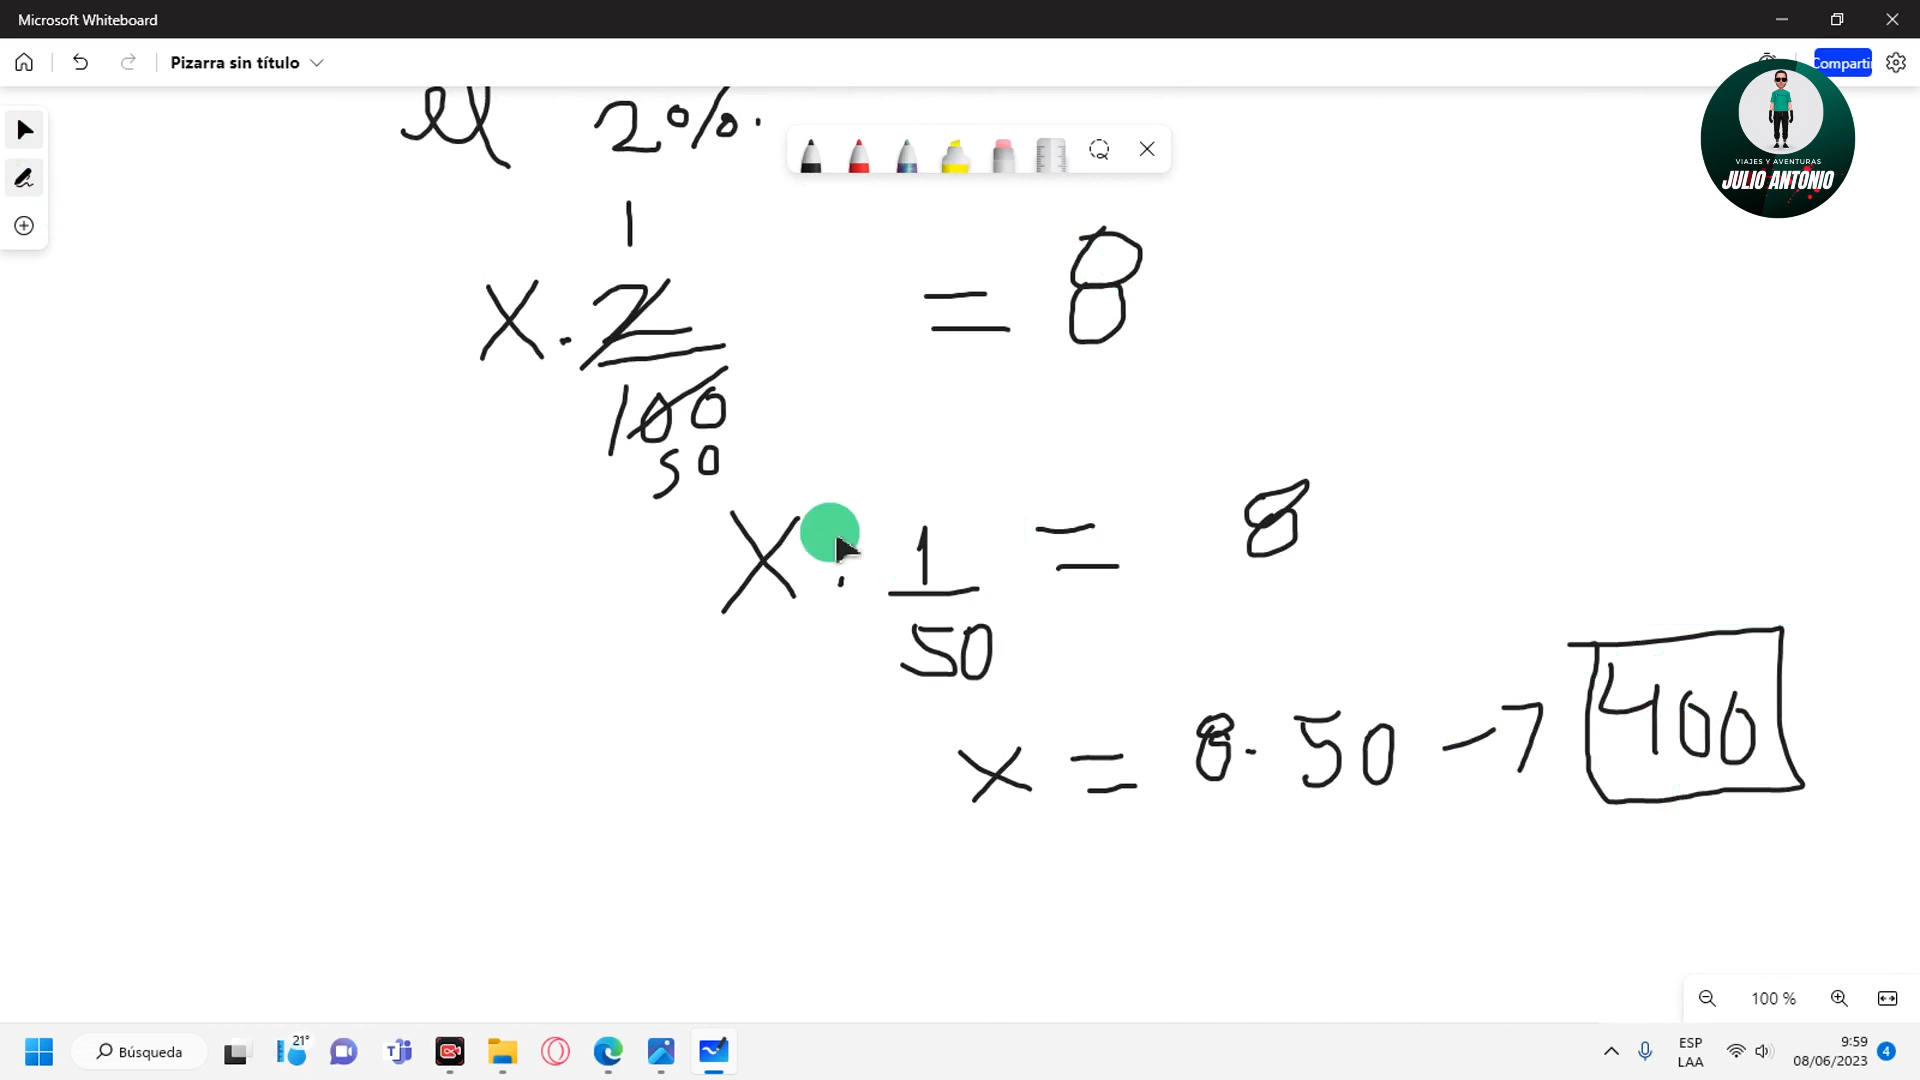 Microsoft Whiteboard
Pizarra sin título
Comparti
VIAJES Y AVENTURAS
JULIO ANTONIO
el 2%.
1
x . 2 = 8
100
50
x . 1 = 8
50
x = 8 . 50 → 400
100 %
Búsqueda
21°
ESP
LAA
9:59
08/06/2023
4